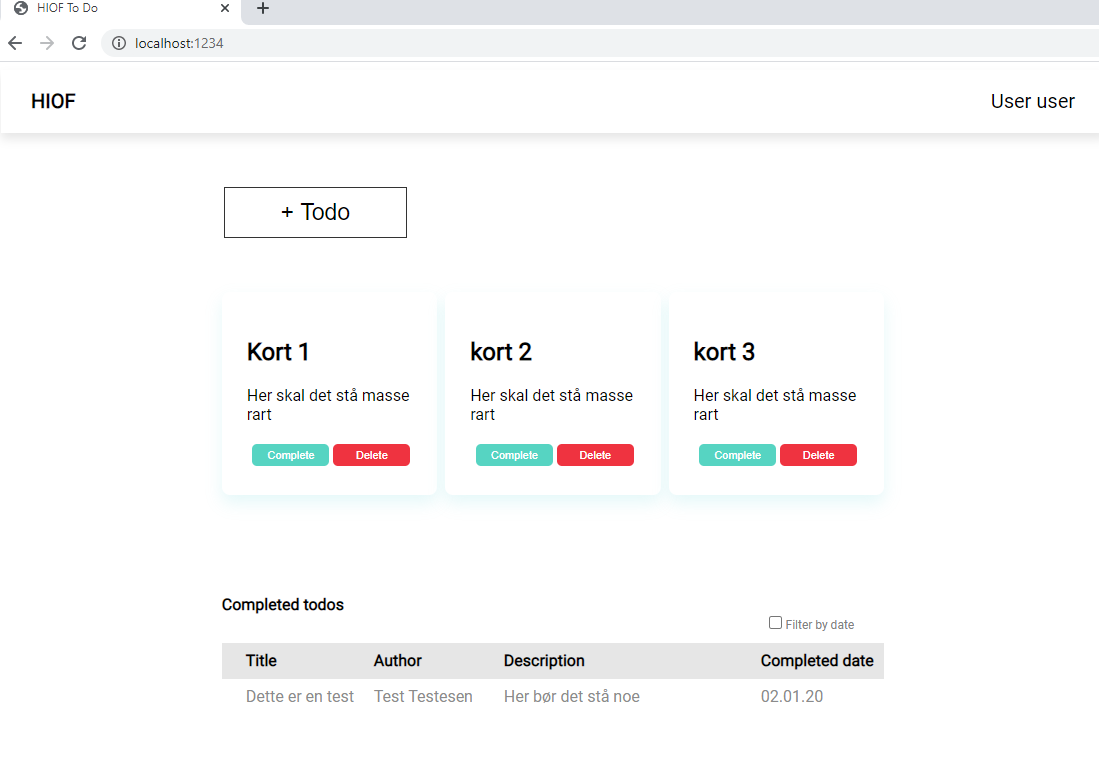 HIOF To Do
localhost:1234
HIOF
User user
+ Todo
Kort 1
Her skal det stå masse
rart
Complete Delete
kort 2
Her skal det stå masse
rart
Complete Delete
kort 3
Her skal det stå masse
rart
Complete Delete
Completed todos
Filter by date
Title Author Description Completed date
Dette er en test Test Testesen Her bør det stå noe 02.01.20